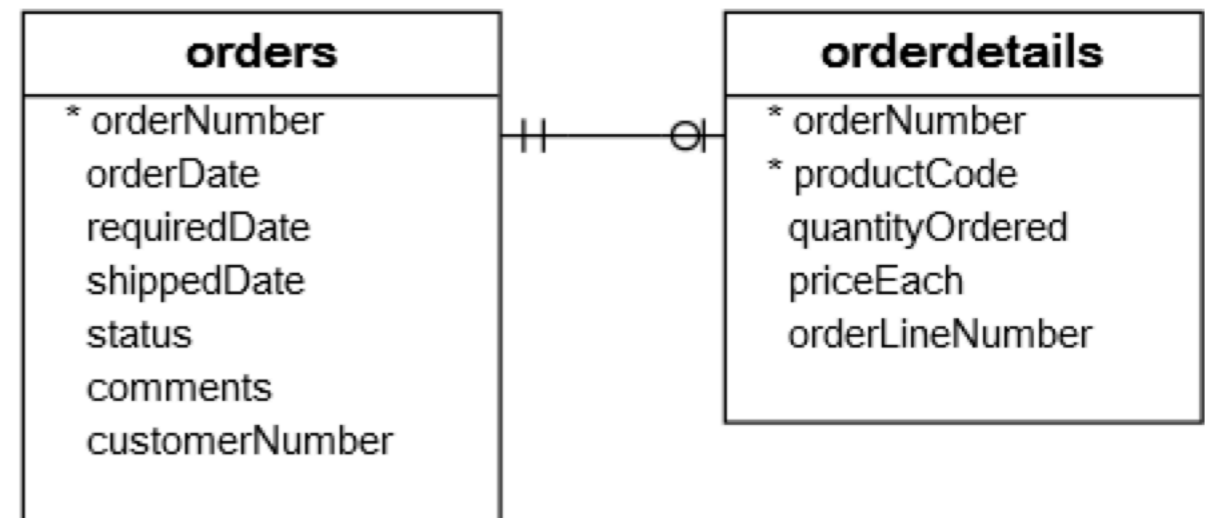 orders
* orderNumber
orderDate
requiredDate
shippedDate
status
comments
customerNumber
orderdetails
* orderNumber
* productCode
quantityOrdered
priceEach
orderLineNumber